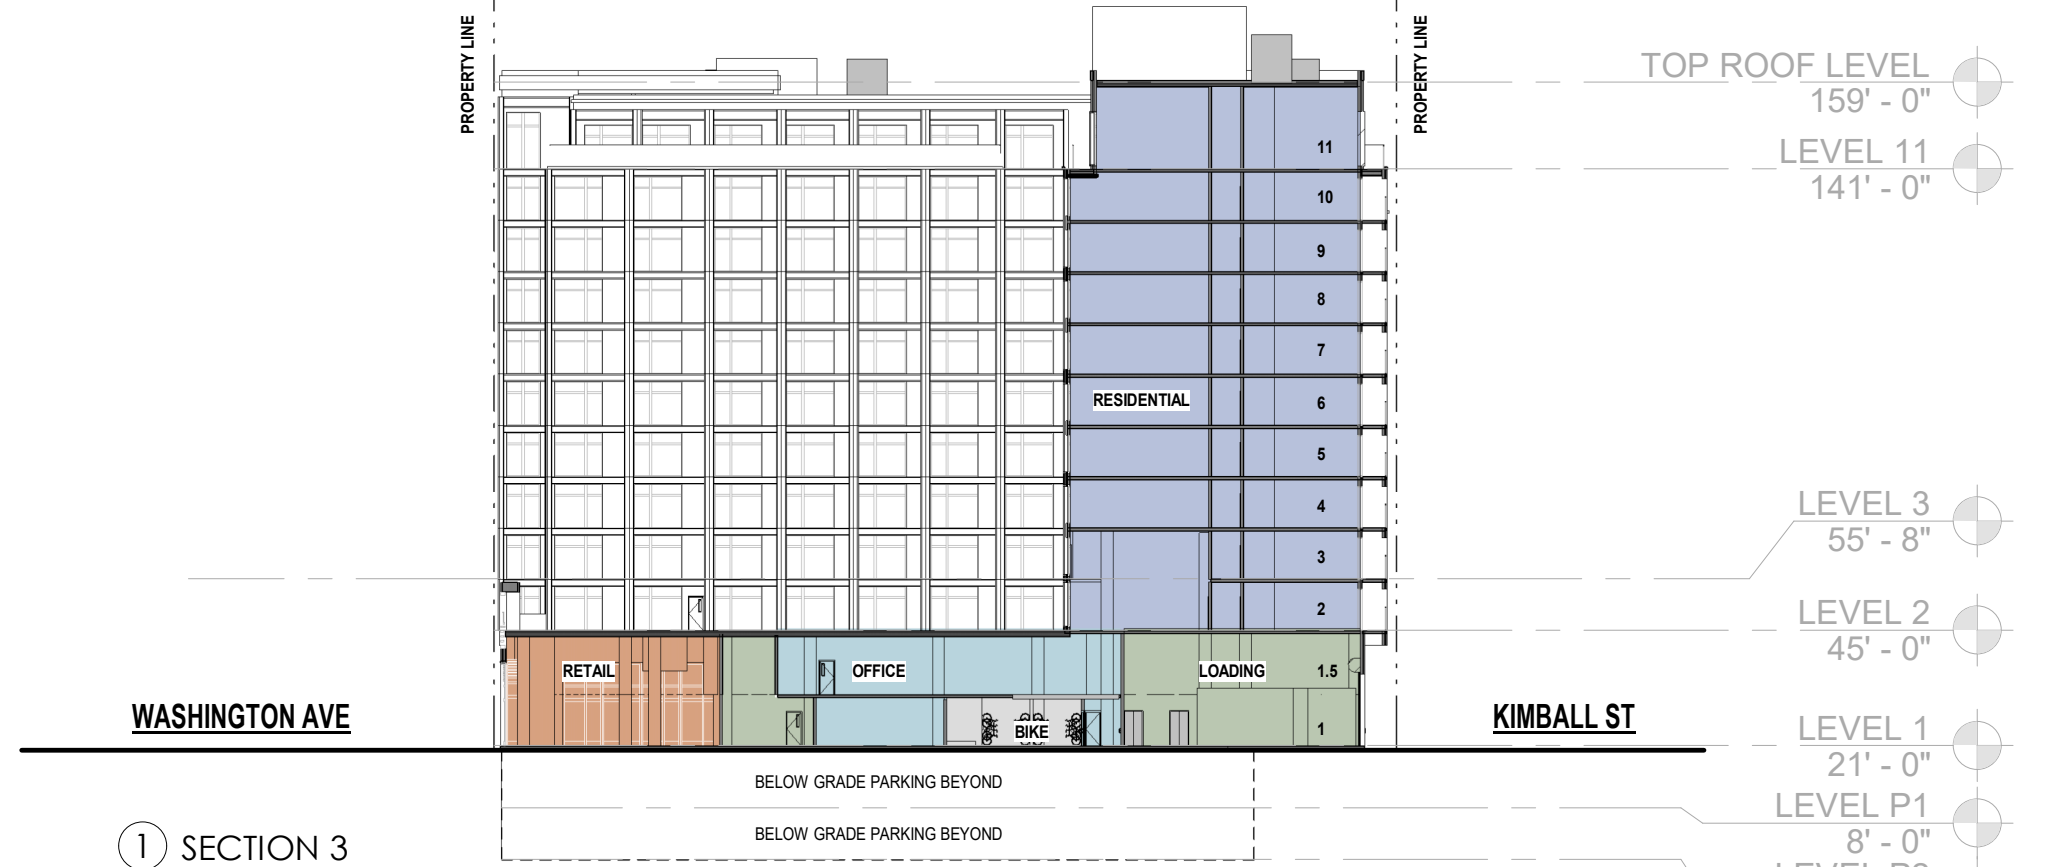 PROPERTY LINE
PROPERTY LINE
TOP ROOF LEVEL
159' - 0"
11
LEVEL 11
141' - 0"
10
9
8
7
RESIDENTIAL
6
5
4
LEVEL 3
55' - 8"
3
2
LEVEL 2
45' - 0"
RETAIL
OFFICE
LOADING
1.5
WASHINGTON AVE
BIKE
1
KIMBALL ST
LEVEL 1
21' - 0"
BELOW GRADE PARKING BEYOND
LEVEL P1
8' - 0"
BELOW GRADE PARKING BEYOND
1 SECTION 3